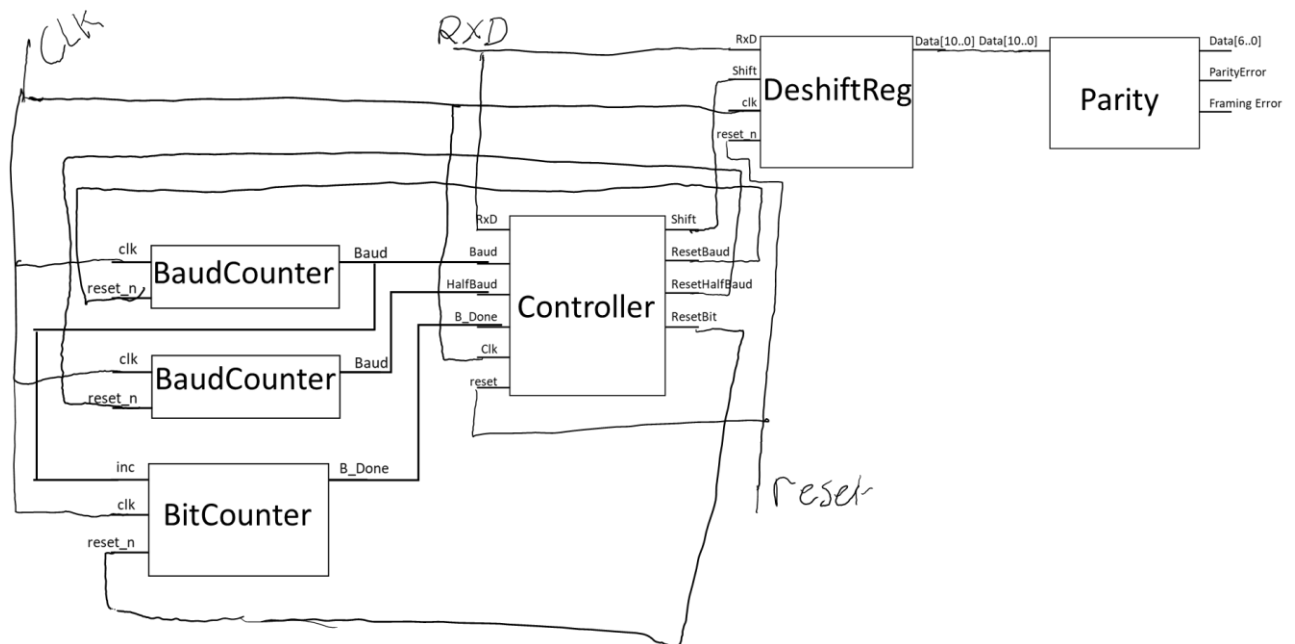 CLK
RXD
RxD
Shift
clk
reset_n
DeshiftReg
Data[10..0]
Data[10..0]
Parity
Data[6..0]
ParityError
Framing Error
clk
reset_n
BaudCounter
Baud
clk
reset_n
BaudCounter
Baud
inc
clk
reset_n
BitCounter
B_Done
RxD
Baud
HalfBaud
B_Done
Clk
reset
Controller
Shift
ResetBaud
ResetHalfBaud
ResetBit
reset